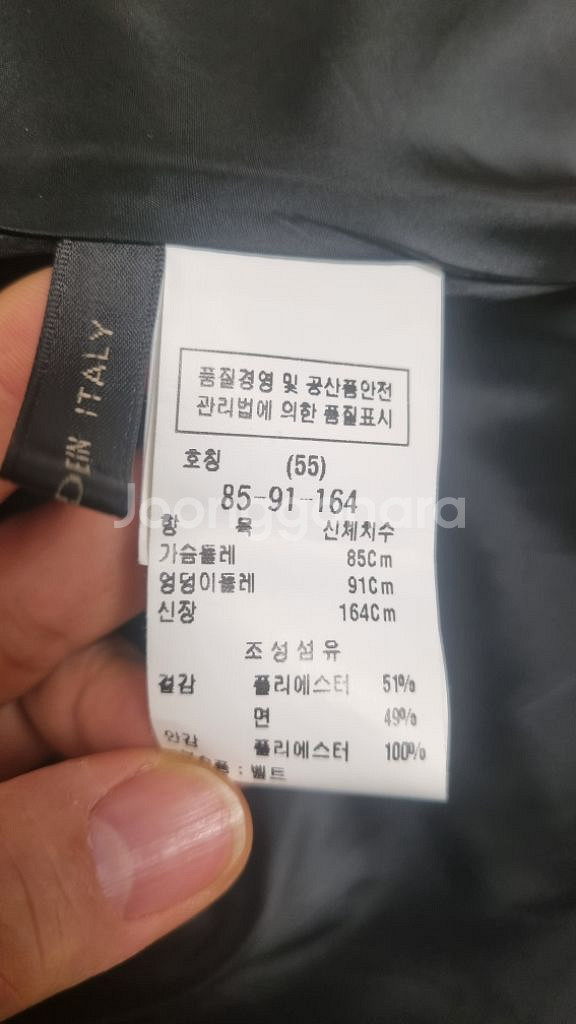 품질경영 및 공산품안전
관리법에 의한 품질표시
호칭 (55)
85-91-164
항 목 신체치수
가슴둘레 85Cm
엉덩이둘레 91Cm
신장 164Cm
조성섬유
겉감 폴리에스터 51%
면 49%
안감 폴리에스터 100%
: 벨트
ITALY
Joonggonara